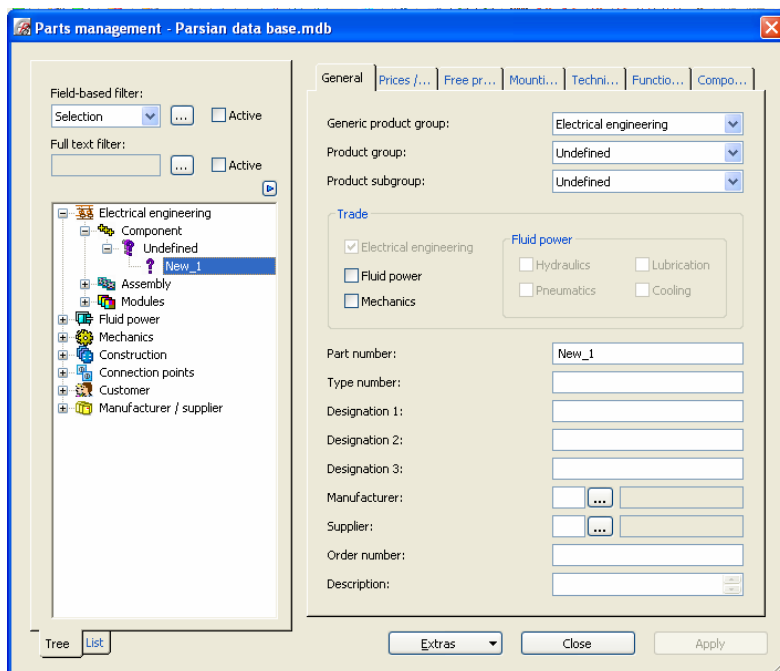 Parts management - Parsian data base.mdb
Field-based filter:
Selection
...
Active
Full text filter:
...
Active
Electrical engineering
Component
Undefined
New_1
Assembly
Modules
Fluid power
Mechanics
Construction
Connection points
Customer
Manufacturer / supplier
Tree
List
General
Prices /...
Free pr...
Mounti...
Techni...
Functio...
Compo...
Generic product group:
Electrical engineering
Product group:
Undefined
Product subgroup:
Undefined
Trade
Electrical engineering
Fluid power
Mechanics
Fluid power
Hydraulics
Lubrication
Pneumatics
Cooling
Part number:
New_1
Type number:
Designation 1:
Designation 2:
Designation 3:
Manufacturer:
...
Supplier:
...
Order number:
Description:
Extras
Close
Apply